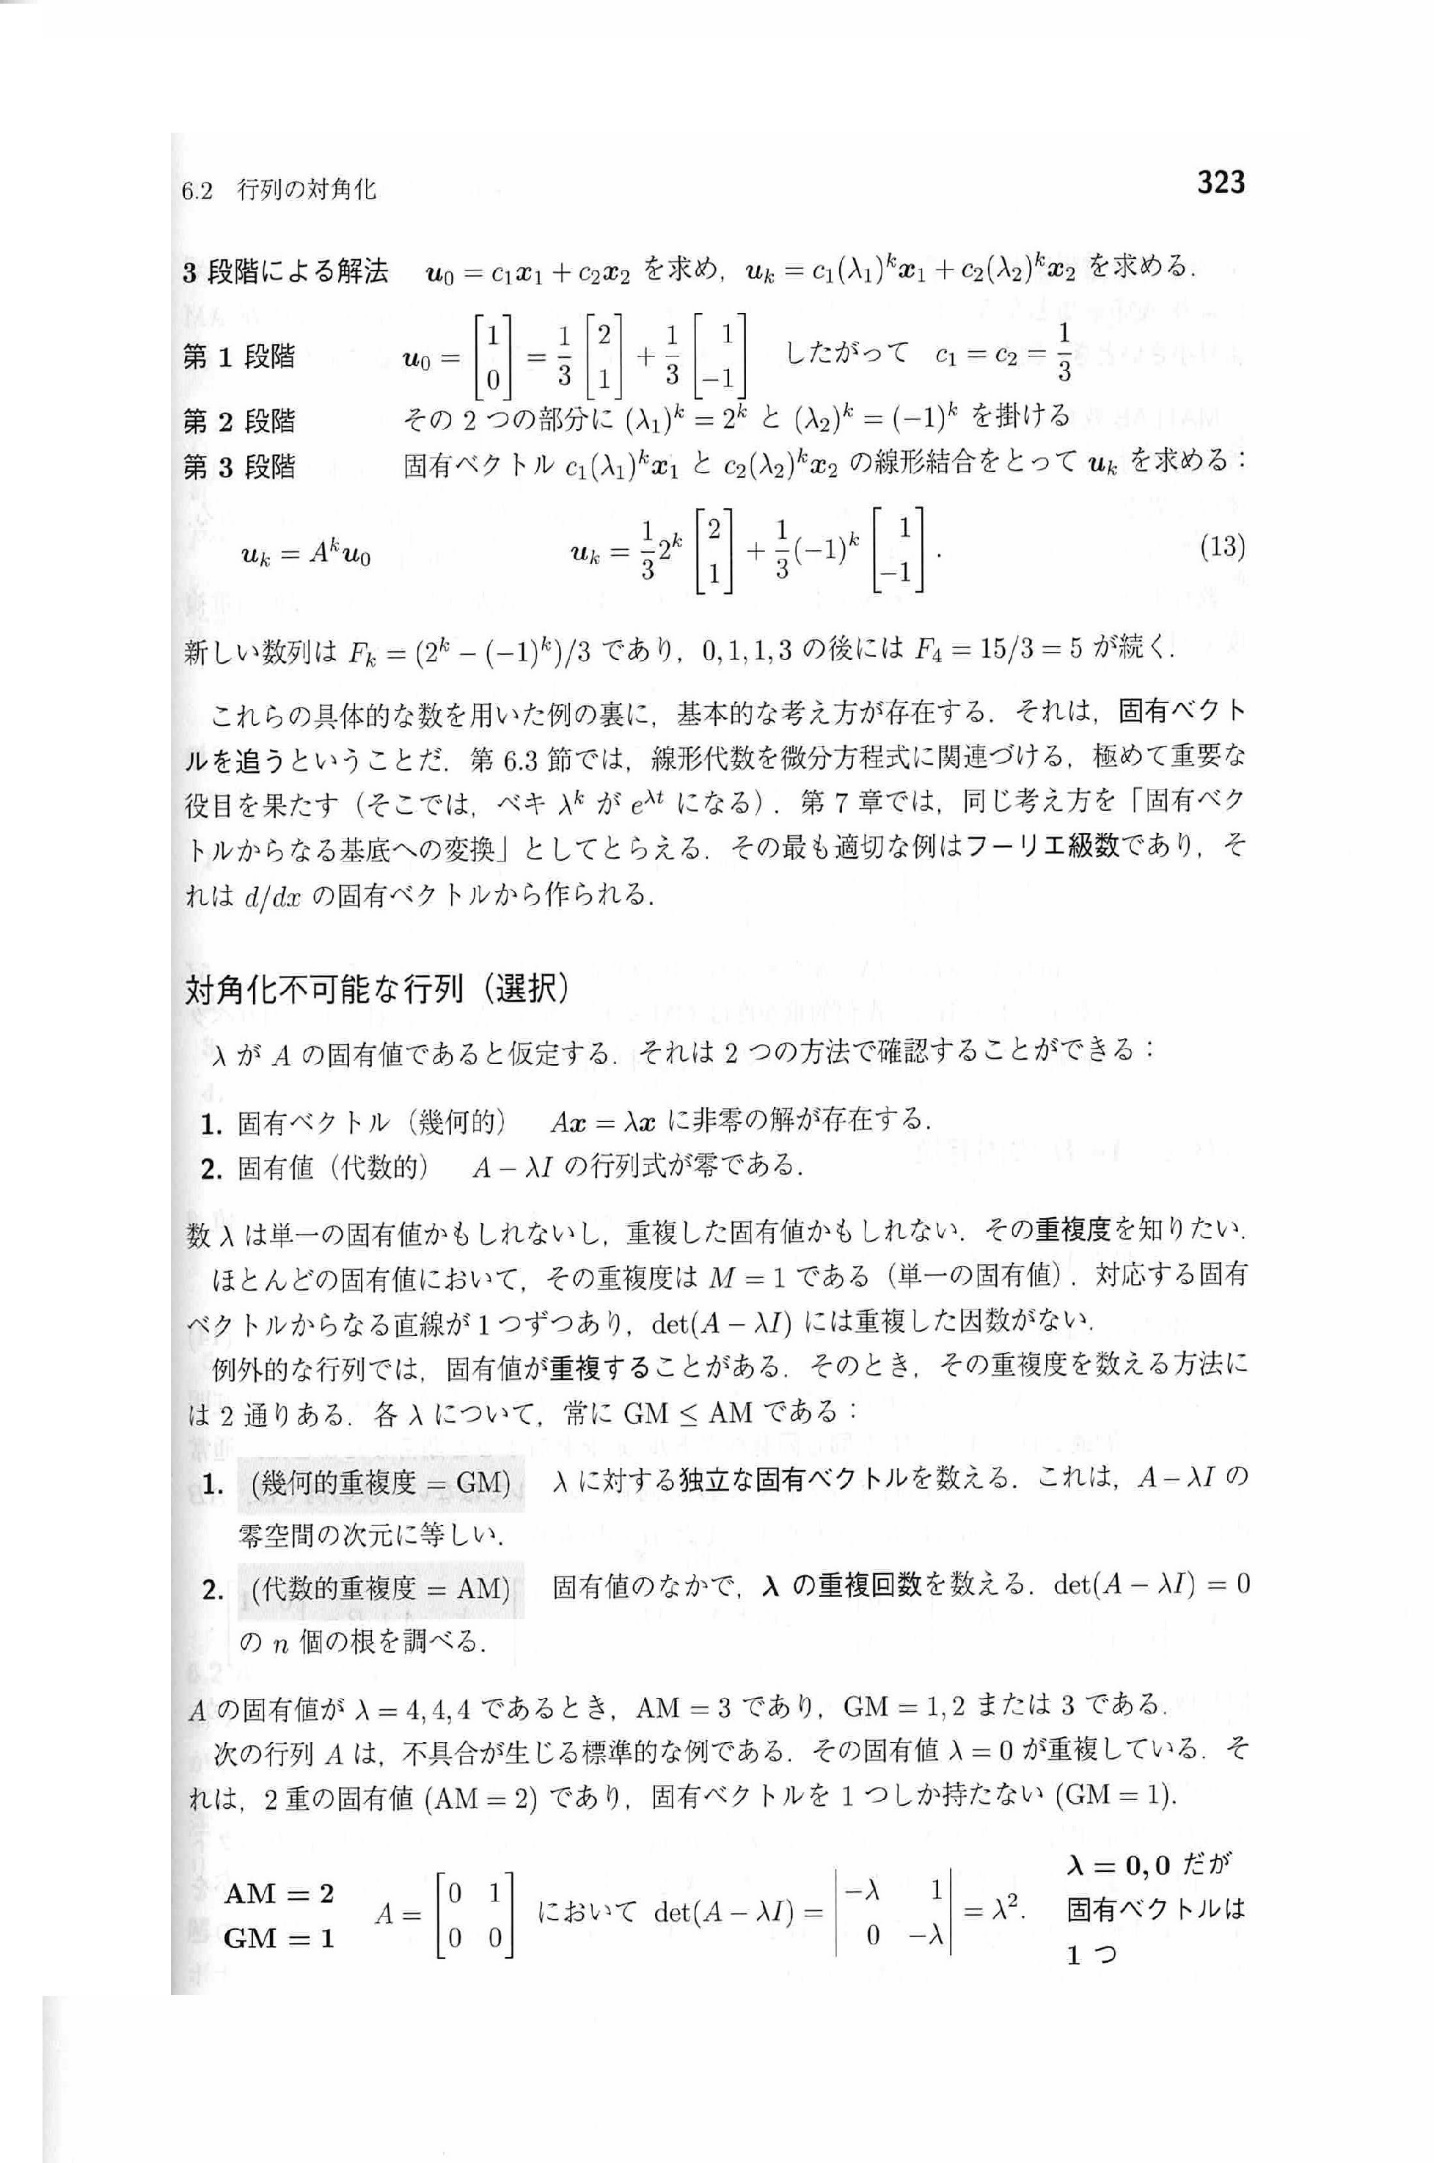 6.2 行列の対角化 323
3 段階による解法 u₀ = c₁x₁ + c₂x₂ を求め，uₖ = c₁(λ₁)ᵏx₁ + c₂(λ₂)ᵏx₂ を求める．
第 1 段階 u₀ = [1 0] = 1/3 [2 1] + 1/3 [1 −1] したがって c₁ = c₂ = 1/3
第 2 段階 その 2 つの部分に (λ₁)ᵏ = 2ᵏ と (λ₂)ᵏ = (−1)ᵏ を掛ける
第 3 段階 固有ベクトル c₁(λ₁)ᵏx₁ と c₂(λ₂)ᵏx₂ の線形結合をとって uₖ を求める：
uₖ = Aᵏu₀ uₖ = 1/3 2ᵏ [2 1] + 1/3 (−1)ᵏ [1 −1] . (13)
新しい数列は Fₖ = (2ᵏ − (−1)ᵏ)/3 であり，0, 1, 1, 3 の後には F₄ = 15/3 = 5 が続く．
これらの具体的な数を用いた例の裏に，基本的な考え方が存在する．それは，固有ベクト
ルを追うということだ．第 6.3 節では，線形代数を微分方程式に関連づける，極めて重要な
役目を果たす（そこでは，ベキ λᵏ が eλᵗ になる）．第 7 章では，同じ考え方を「固有ベク
トルからなる基底への変換」としてとらえる．その最も適切な例はフーリエ級数であり，そ
れは d/dx の固有ベクトルから作られる．
対角化不可能な行列（選択）
λ が A の固有値であると仮定する．それは 2 つの方法で確認することができる：
1. 固有ベクトル（幾何的） Ax = λx に非零の解が存在する．
2. 固有値（代数的） A − λI の行列式が零である．
数 λ は単一の固有値かもしれないし，重複した固有値かもしれない．その重複度を知りたい．
ほとんどの固有値において，その重複度は M = 1 である（単一の固有値）．対応する固有
ベクトルからなる直線が 1 つずつあり，det(A − λI) には重複した因数がない．
例外的な行列では，固有値が重複することがある．そのとき，その重複度を数える方法に
は 2 通りある．各 λ について，常に GM ≤ AM である：
1. (幾何的重複度 = GM) λ に対する独立な固有ベクトルを数える．これは，A − λI の
零空間の次元に等しい．
2. (代数的重複度 = AM) 固有値のなかで，λ の重複回数を数える．det(A − λI) = 0
の n 個の根を調べる．
A の固有値が λ = 4, 4, 4 であるとき，AM = 3 であり，GM = 1, 2 または 3 である．
次の行列 A は，不具合が生じる標準的な例である．その固有値 λ = 0 が重複している．そ
れは，2 重の固有値 (AM = 2) であり，固有ベクトルを 1 つしか持たない (GM = 1).
AM = 2
GM = 1
A = [0 1 0 0] において det(A − λI) = |−λ 1 0 −λ| = λ².
λ = 0, 0 だが
固有ベクトルは
1 つ